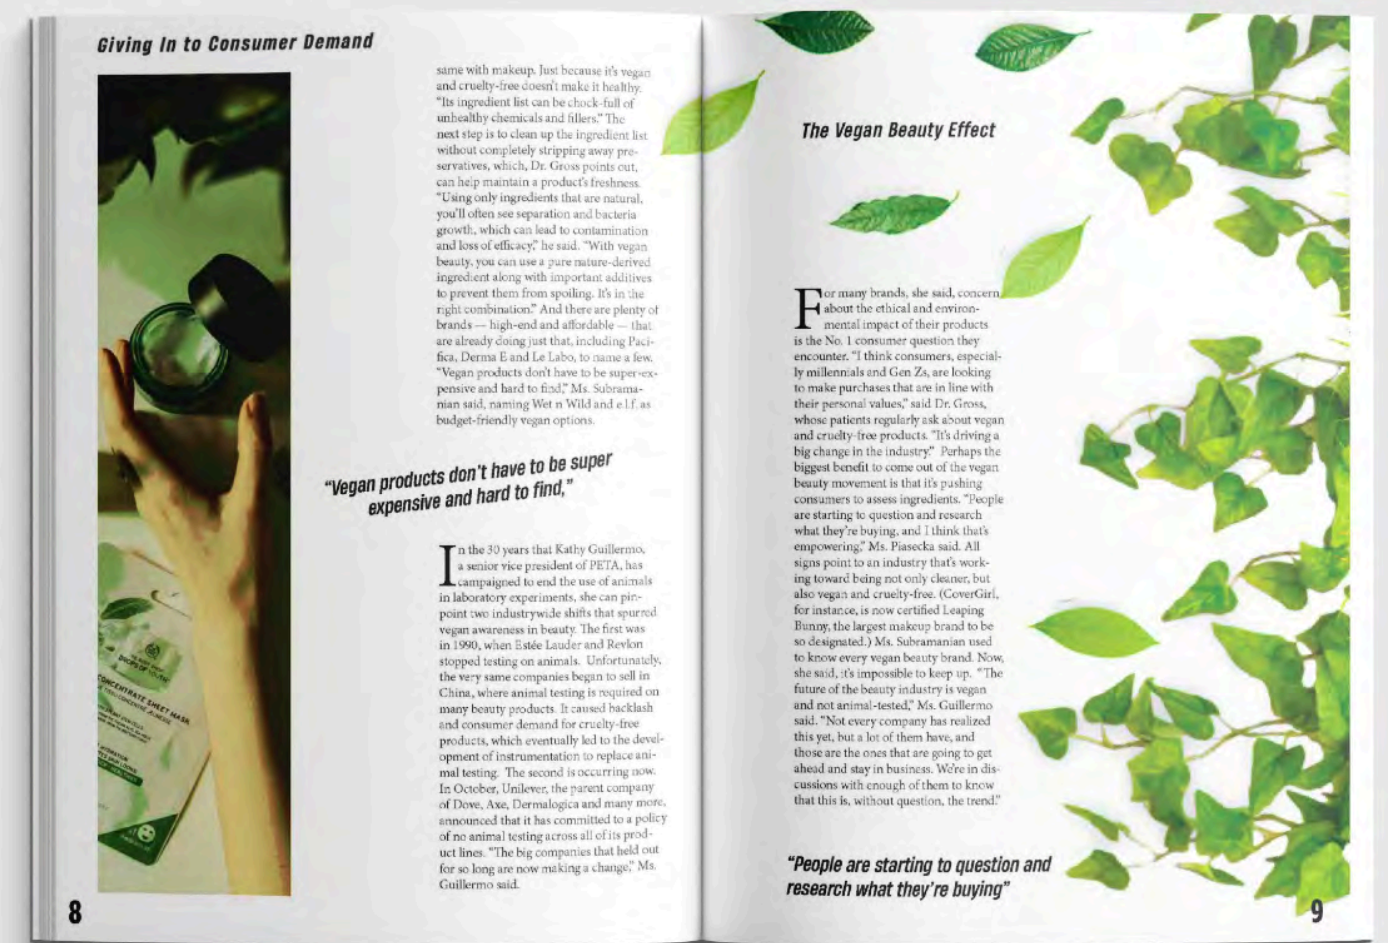 Giving In to Consumer Demand
same with makeup. Just because it's vegan
and cruelty-free doesn't make it healthy.
"Its ingredient list can be chock-full of
unhealthy chemicals and fillers." The
next step is to clean up the ingredient list
without completely stripping away pre-
servatives, which, Dr. Gross points out,
can help maintain a product's freshness.
"Using only ingredients that are natural,
you'll often see separation and bacteria
growth, which can lead to contamination
and loss of efficacy," he said. "With vegan
beauty, you can use a pure nature-derived
ingredient along with important additives
to prevent them from spoiling. It's in the
right combination." And there are plenty of
brands — high-end and affordable — that
are already doing just that, including Paci-
fica, Derma E and Le Labo, to name a few.
"Vegan products don't have to be super-ex-
pensive and hard to find," Ms. Subrama-
nian said, naming Wet n Wild and e.l.f. as
budget-friendly vegan options.
"Vegan products don't have to be super
expensive and hard to find,"
In the 30 years that Kathy Guillermo,
a senior vice president of PETA, has
campaigned to end the use of animals
in laboratory experiments, she can pin-
point two industrywide shifts that spurred
vegan awareness in beauty. The first was
in 1990, when Estée Lauder and Revlon
stopped testing on animals. Unfortunately,
the very same companies began to sell in
China, where animal testing is required on
many beauty products. It caused backlash
and consumer demand for cruelty-free
products, which eventually led to the devel-
opment of instrumentation to replace ani-
mal testing. The second is occurring now.
In October, Unilever, the parent company
of Dove, Axe, Dermalogica and many more,
announced that it has committed to a policy
of no animal testing across all of its prod-
uct lines. "The big companies that held out
for so long are now making a change," Ms.
Guillermo said.
DROPS OF YOUTH
CONCENTRATE SHEET MASK
8
The Vegan Beauty Effect
For many brands, she said, concern
about the ethical and environ-
mental impact of their products
is the No. 1 consumer question they
encounter. "I think consumers, especial-
ly millennials and Gen Zs, are looking
to make purchases that are in line with
their personal values," said Dr. Gross,
whose patients regularly ask about vegan
and cruelty-free products. "It's driving a
big change in the industry." Perhaps the
biggest benefit to come out of the vegan
beauty movement is that it's pushing
consumers to assess ingredients. "People
are starting to question and research
what they're buying, and I think that's
empowering," Ms. Piasecka said. All
signs point to an industry that's work-
ing toward being not only cleaner, but
also vegan and cruelty-free. (CoverGirl,
for instance, is now certified Leaping
Bunny, the largest makeup brand to be
so designated.) Ms. Subramanian used
to know every vegan beauty brand. Now,
she said, it's impossible to keep up. "The
future of the beauty industry is vegan
and not animal-tested," Ms. Guillermo
said. "Not every company has realized
this yet, but a lot of them have, and
those are the ones that are going to get
ahead and stay in business. We're in dis-
cussions with enough of them to know
that this is, without question, the trend."
"People are starting to question and
research what they're buying"
9